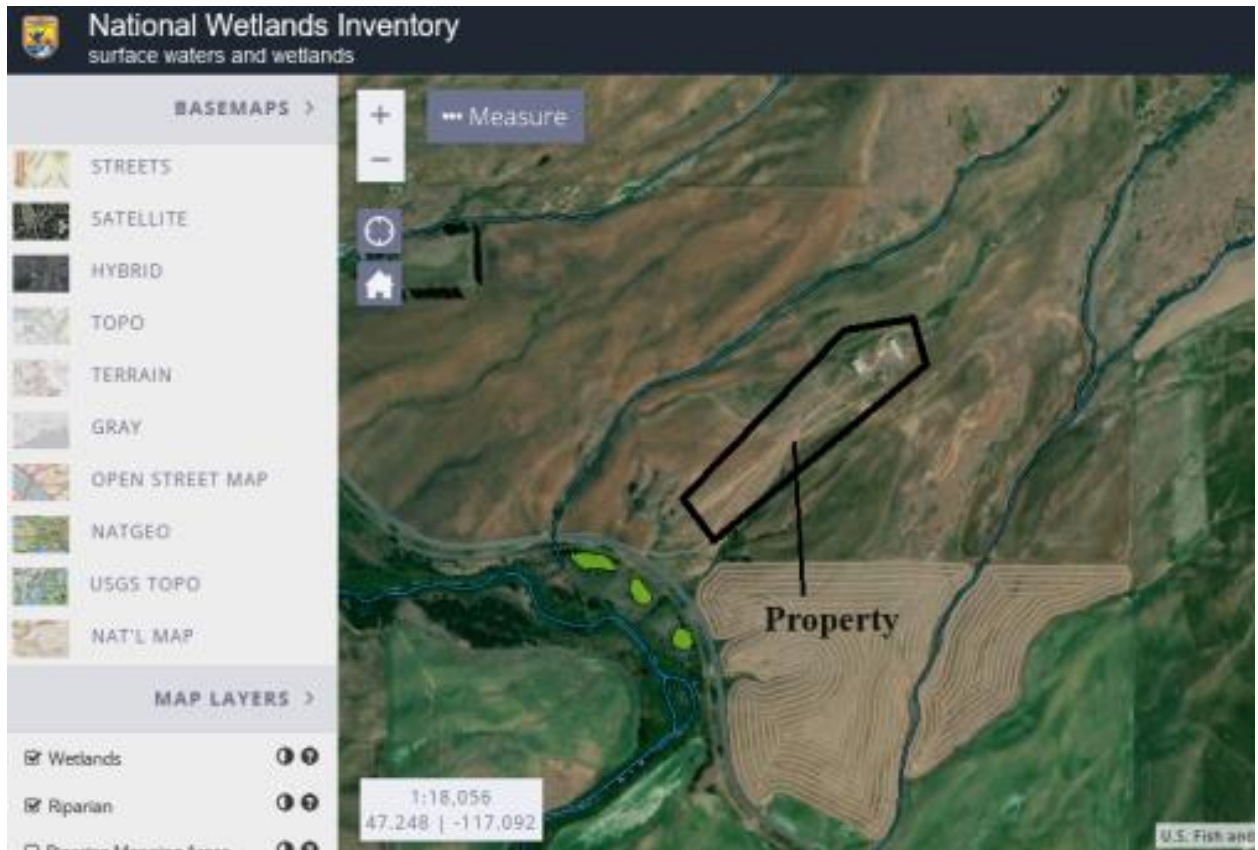 National Wetlands Inventory
surface waters and wetlands
BASEMAPS >
STREETS
SATELLITE
HYBRID
TOPO
TERRAIN
GRAY
OPEN STREET MAP
NATGEO
USGS TOPO
NAT'L MAP
MAP LAYERS >
Wetlands
Riparian
+
−
Measure
Property
1:18,056
47.248 | -117.092
U.S. Fish and